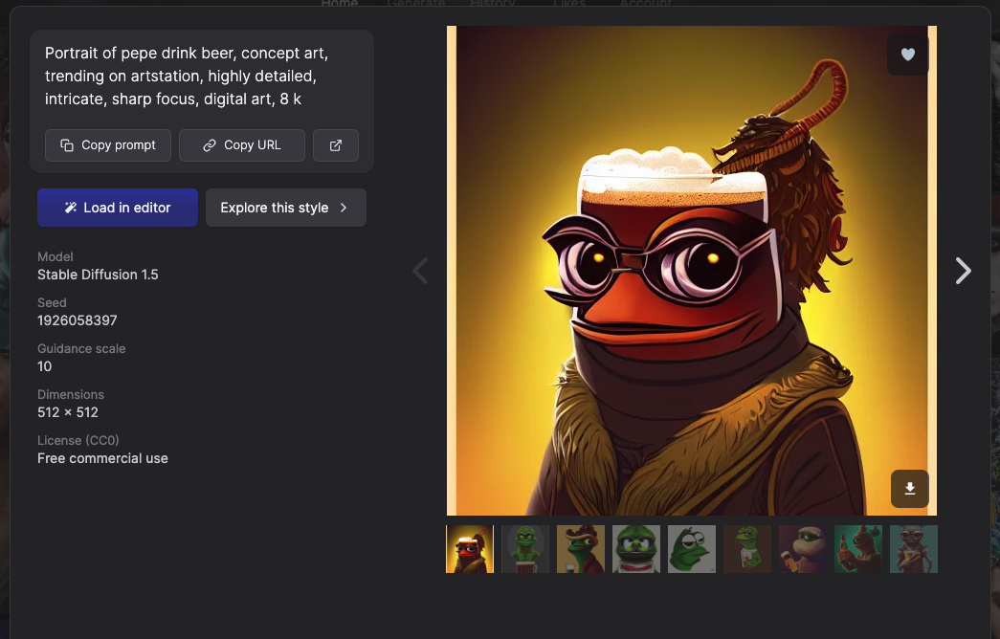 Home Generate History Likes Account
Portrait of pepe drink beer, concept art,
trending on artstation, highly detailed,
intricate, sharp focus, digital art, 8 k
Copy prompt
Copy URL
Load in editor
Explore this style
Model
Stable Diffusion 1.5
Seed
1926058397
Guidance scale
10
Dimensions
512 × 512
License (CC0)
Free commercial use